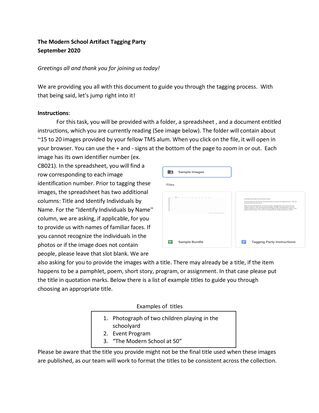 The Modern School Artifact Tagging Party
September 2020
Greetings all and thank you for joining us today!
We are providing you all with this document to guide you through the tagging process.  With
that being said, let's jump right into it!
Instructions:
For this task, you will be provided with a folder, a spreadsheet , and a document entitled
instructions, which you are currently reading (See image below). The folder will contain about
~15 to 20 images provided by your fellow TMS alum. When you click on the file, it will open in
your browser. You can use the + and - signs at the bottom of the page to zoom in or out.  Each
image has its own identifier number (ex.
CB021). In the spreadsheet, you will find a
row corresponding to each image
identification number. Prior to tagging these
images, the spreadsheet has two additional
columns: Title and Identify Individuals by
Name. For the "Identify Individuals by Name"
column, we are asking, if applicable, for you
to provide us with names of familiar faces. If
you cannot recognize the individuals in the
photos or if the image does not contain
people, please leave that slot blank. We are
Sample Images
Files
Sample Bundle
Tagging Party Instructions
also asking for you to provide the images with a title. There may already be a title, if the item
happens to be a pamphlet, poem, short story, program, or assignment. In that case please put
the title in quotation marks. Below there is a list of example titles to guide you through
choosing an appropriate title.
Examples of  titles
1. Photograph of two children playing in the
schoolyard
2. Event Program
3. "The Modern School at 50"
Please be aware that the title you provide might not be the final title used when these images
are published, as our team will work to format the titles to be consistent across the collection.